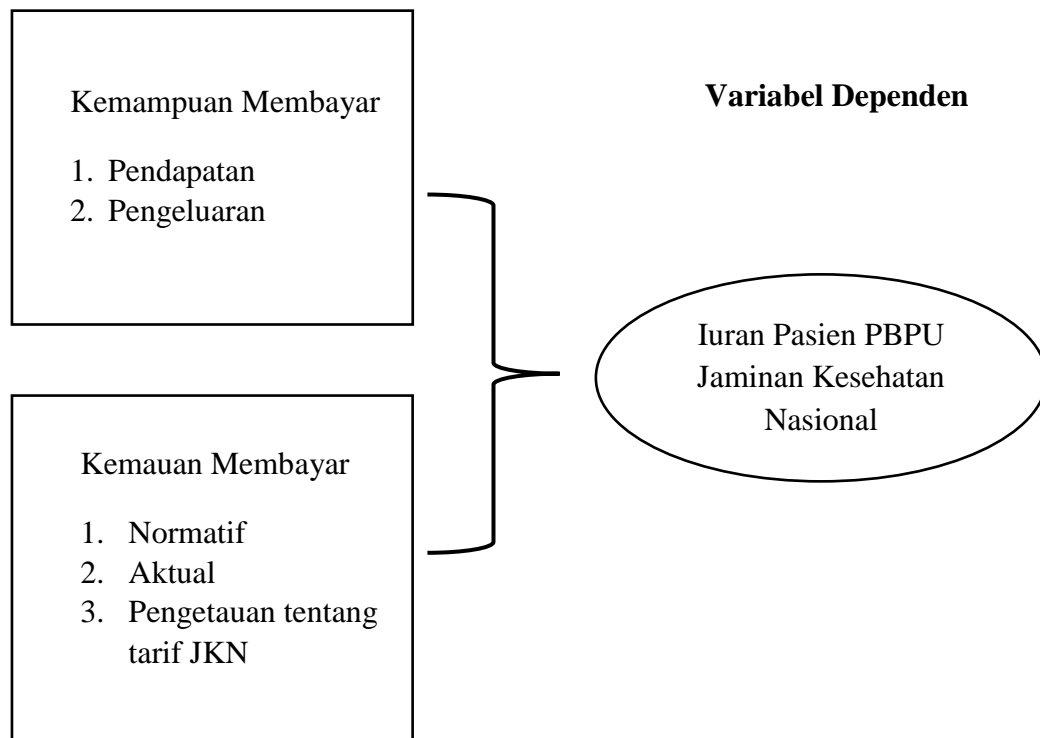 Kemampuan Membayar
1. Pendapatan
2. Pengeluaran
Kemauan Membayar
1. Normatif
2. Aktual
3. Pengetauan tentang
tarif JKN
Variabel Dependen
Iuran Pasien PBPU
Jaminan Kesehatan
Nasional